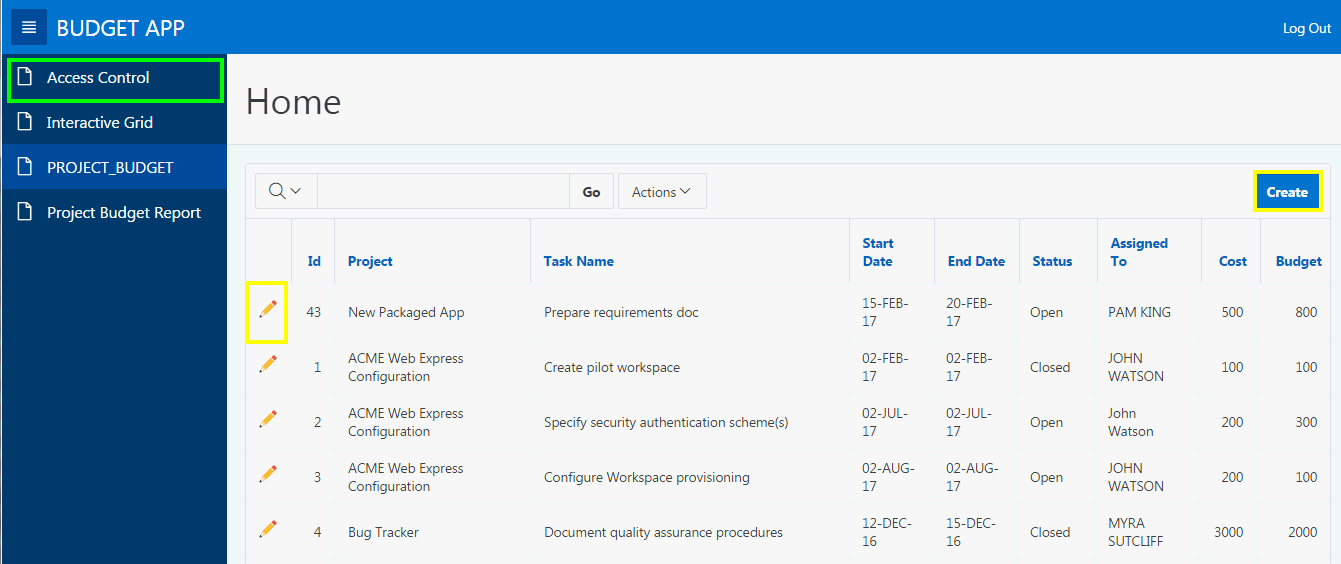 BUDGET APP
Log Out
Access Control
Interactive Grid
PROJECT_BUDGET
Project Budget Report
Home
Go
Actions
Create
Id Project Task Name Start Date End Date Status Assigned To Cost Budget
43 New Packaged App Prepare requirements doc 15-FEB-17 20-FEB-17 Open PAM KING 500 800
1 ACME Web Express Configuration Create pilot workspace 02-FEB-17 02-FEB-17 Closed JOHN WATSON 100 100
2 ACME Web Express Configuration Specify security authentication scheme(s) 02-JUL-17 02-JUL-17 Open John Watson 200 300
3 ACME Web Express Configuration Configure Workspace provisioning 02-AUG-17 02-AUG-17 Open JOHN WATSON 200 100
4 Bug Tracker Document quality assurance procedures 12-DEC-16 15-DEC-16 Closed MYRA SUTCLIFF 3000 2000